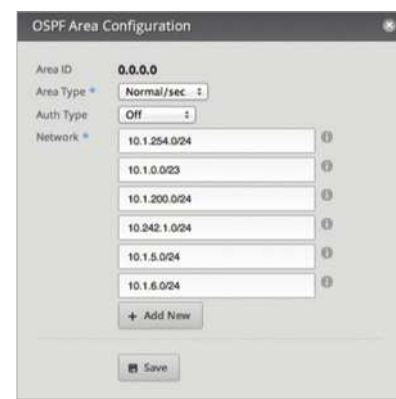 OSPF Area Configuration
Area ID 0.0.0.0
Area Type * Normal/sec
Auth Type Off
Network * 10.1.254.0/24
10.1.0.0/23
10.1.200.0/24
10.242.1.0/24
10.1.5.0/24
10.1.6.0/24
+ Add New
Save